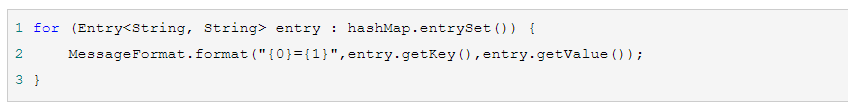 1 for (Entry<String, String> entry : hashMap.entrySet()) {
2     MessageFormat.format("{0}={1}",entry.getKey(),entry.getValue());
3 }